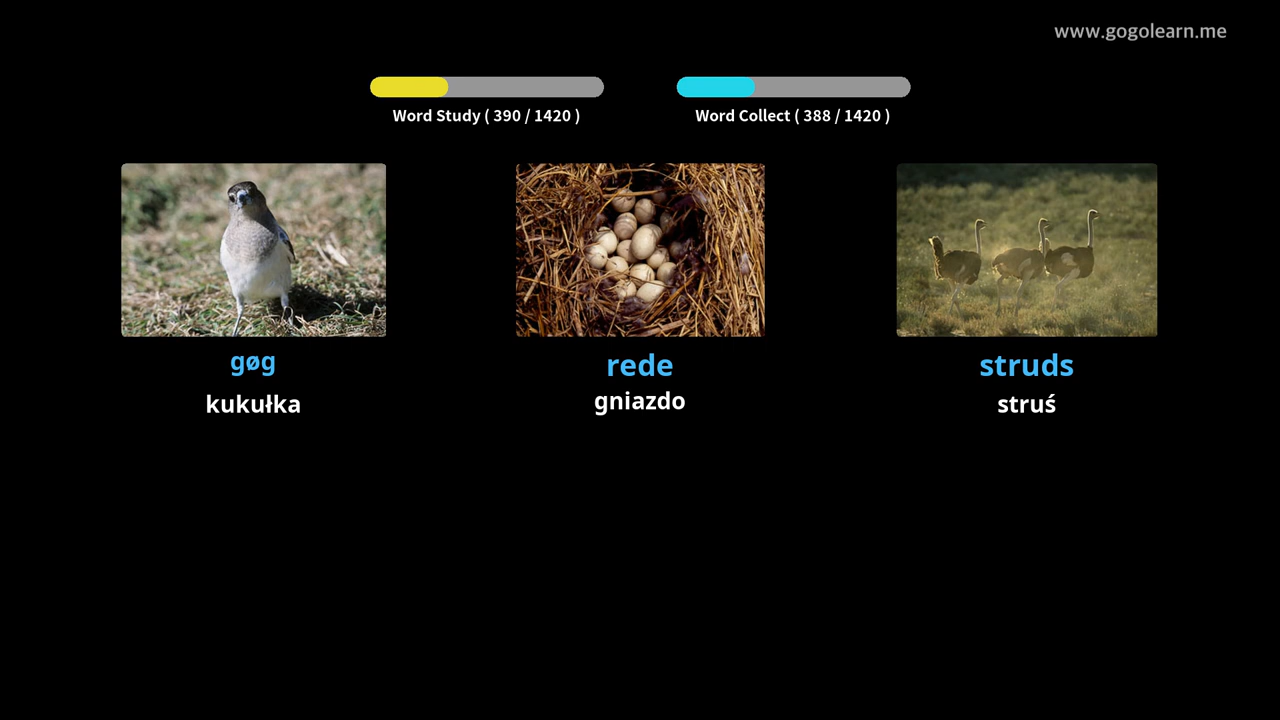 www.gogolearn.me
Word Study ( 390 / 1420 )
Word Collect ( 388 / 1420 )
gøg
rede
struds
kukułka
gniazdo
struś